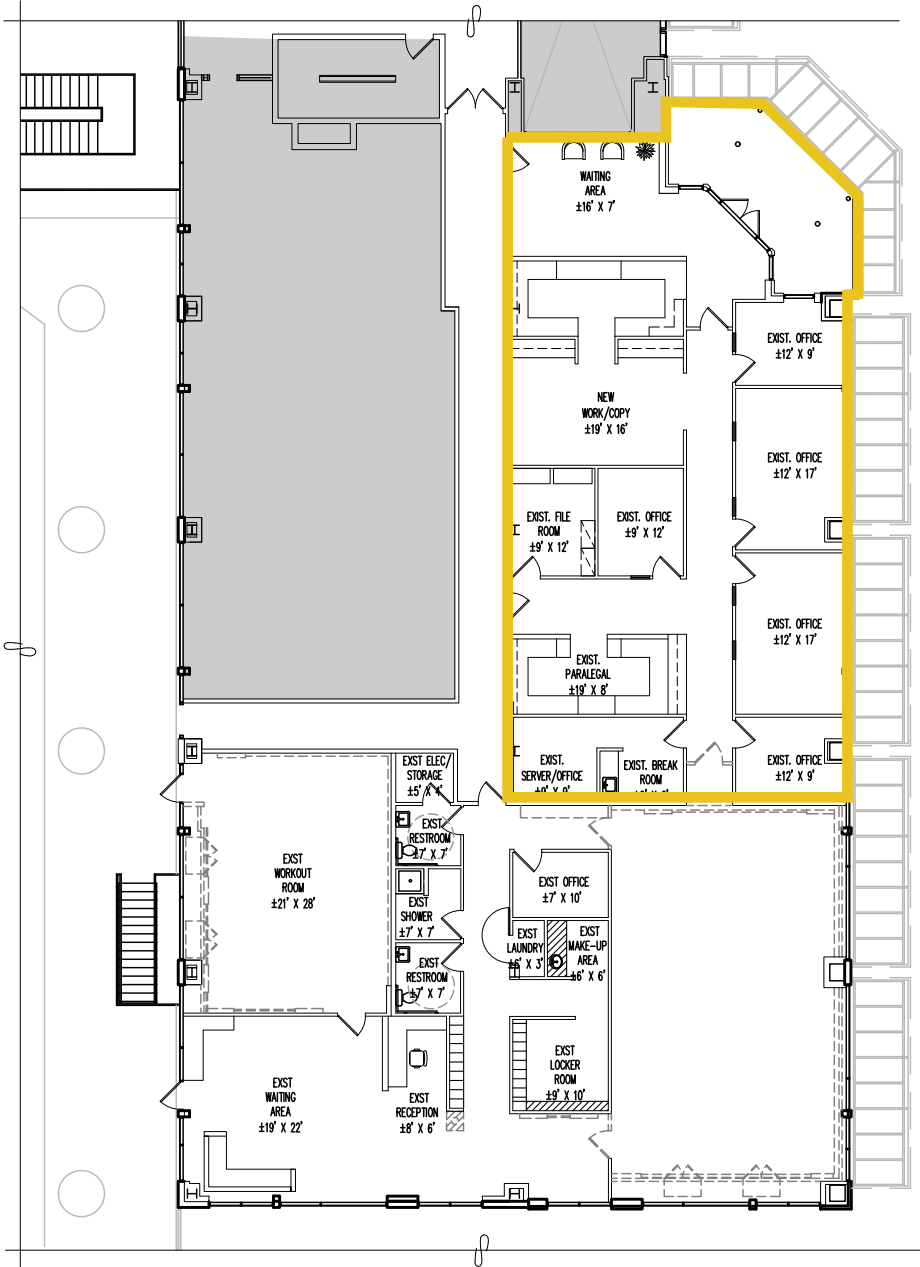 WAITING
AREA
±16' X 7'
EXIST. OFFICE
±12' X 9'
NEW
WORK/COPY
±19' X 16'
EXIST. OFFICE
±12' X 17'
EXIST. FILE
ROOM
±9' X 12'
EXIST. OFFICE
±9' X 12'
EXIST. OFFICE
±12' X 17'
EXIST.
PARALEGAL
±19' X 8'
EXIST.
SERVER/OFFICE
EXIST. BREAK
ROOM
EXIST. OFFICE
±12' X 9'
EXST ELEC/
STORAGE
±5' X 4'
EXST
RESTROOM
±7' X 7'
EXST
WORKOUT
ROOM
±21' X 28'
EXST OFFICE
±7' X 10'
EXST
SHOWER
±7' X 7'
EXST
LAUNDRY
±6' X 3'
EXST
MAKE-UP
AREA
±6' X 6'
EXST
RESTROOM
±7' X 7'
EXST
LOCKER
ROOM
±9' X 10'
EXST
WAITING
AREA
±19' X 22'
EXST
RECEPTION
±8' X 6'